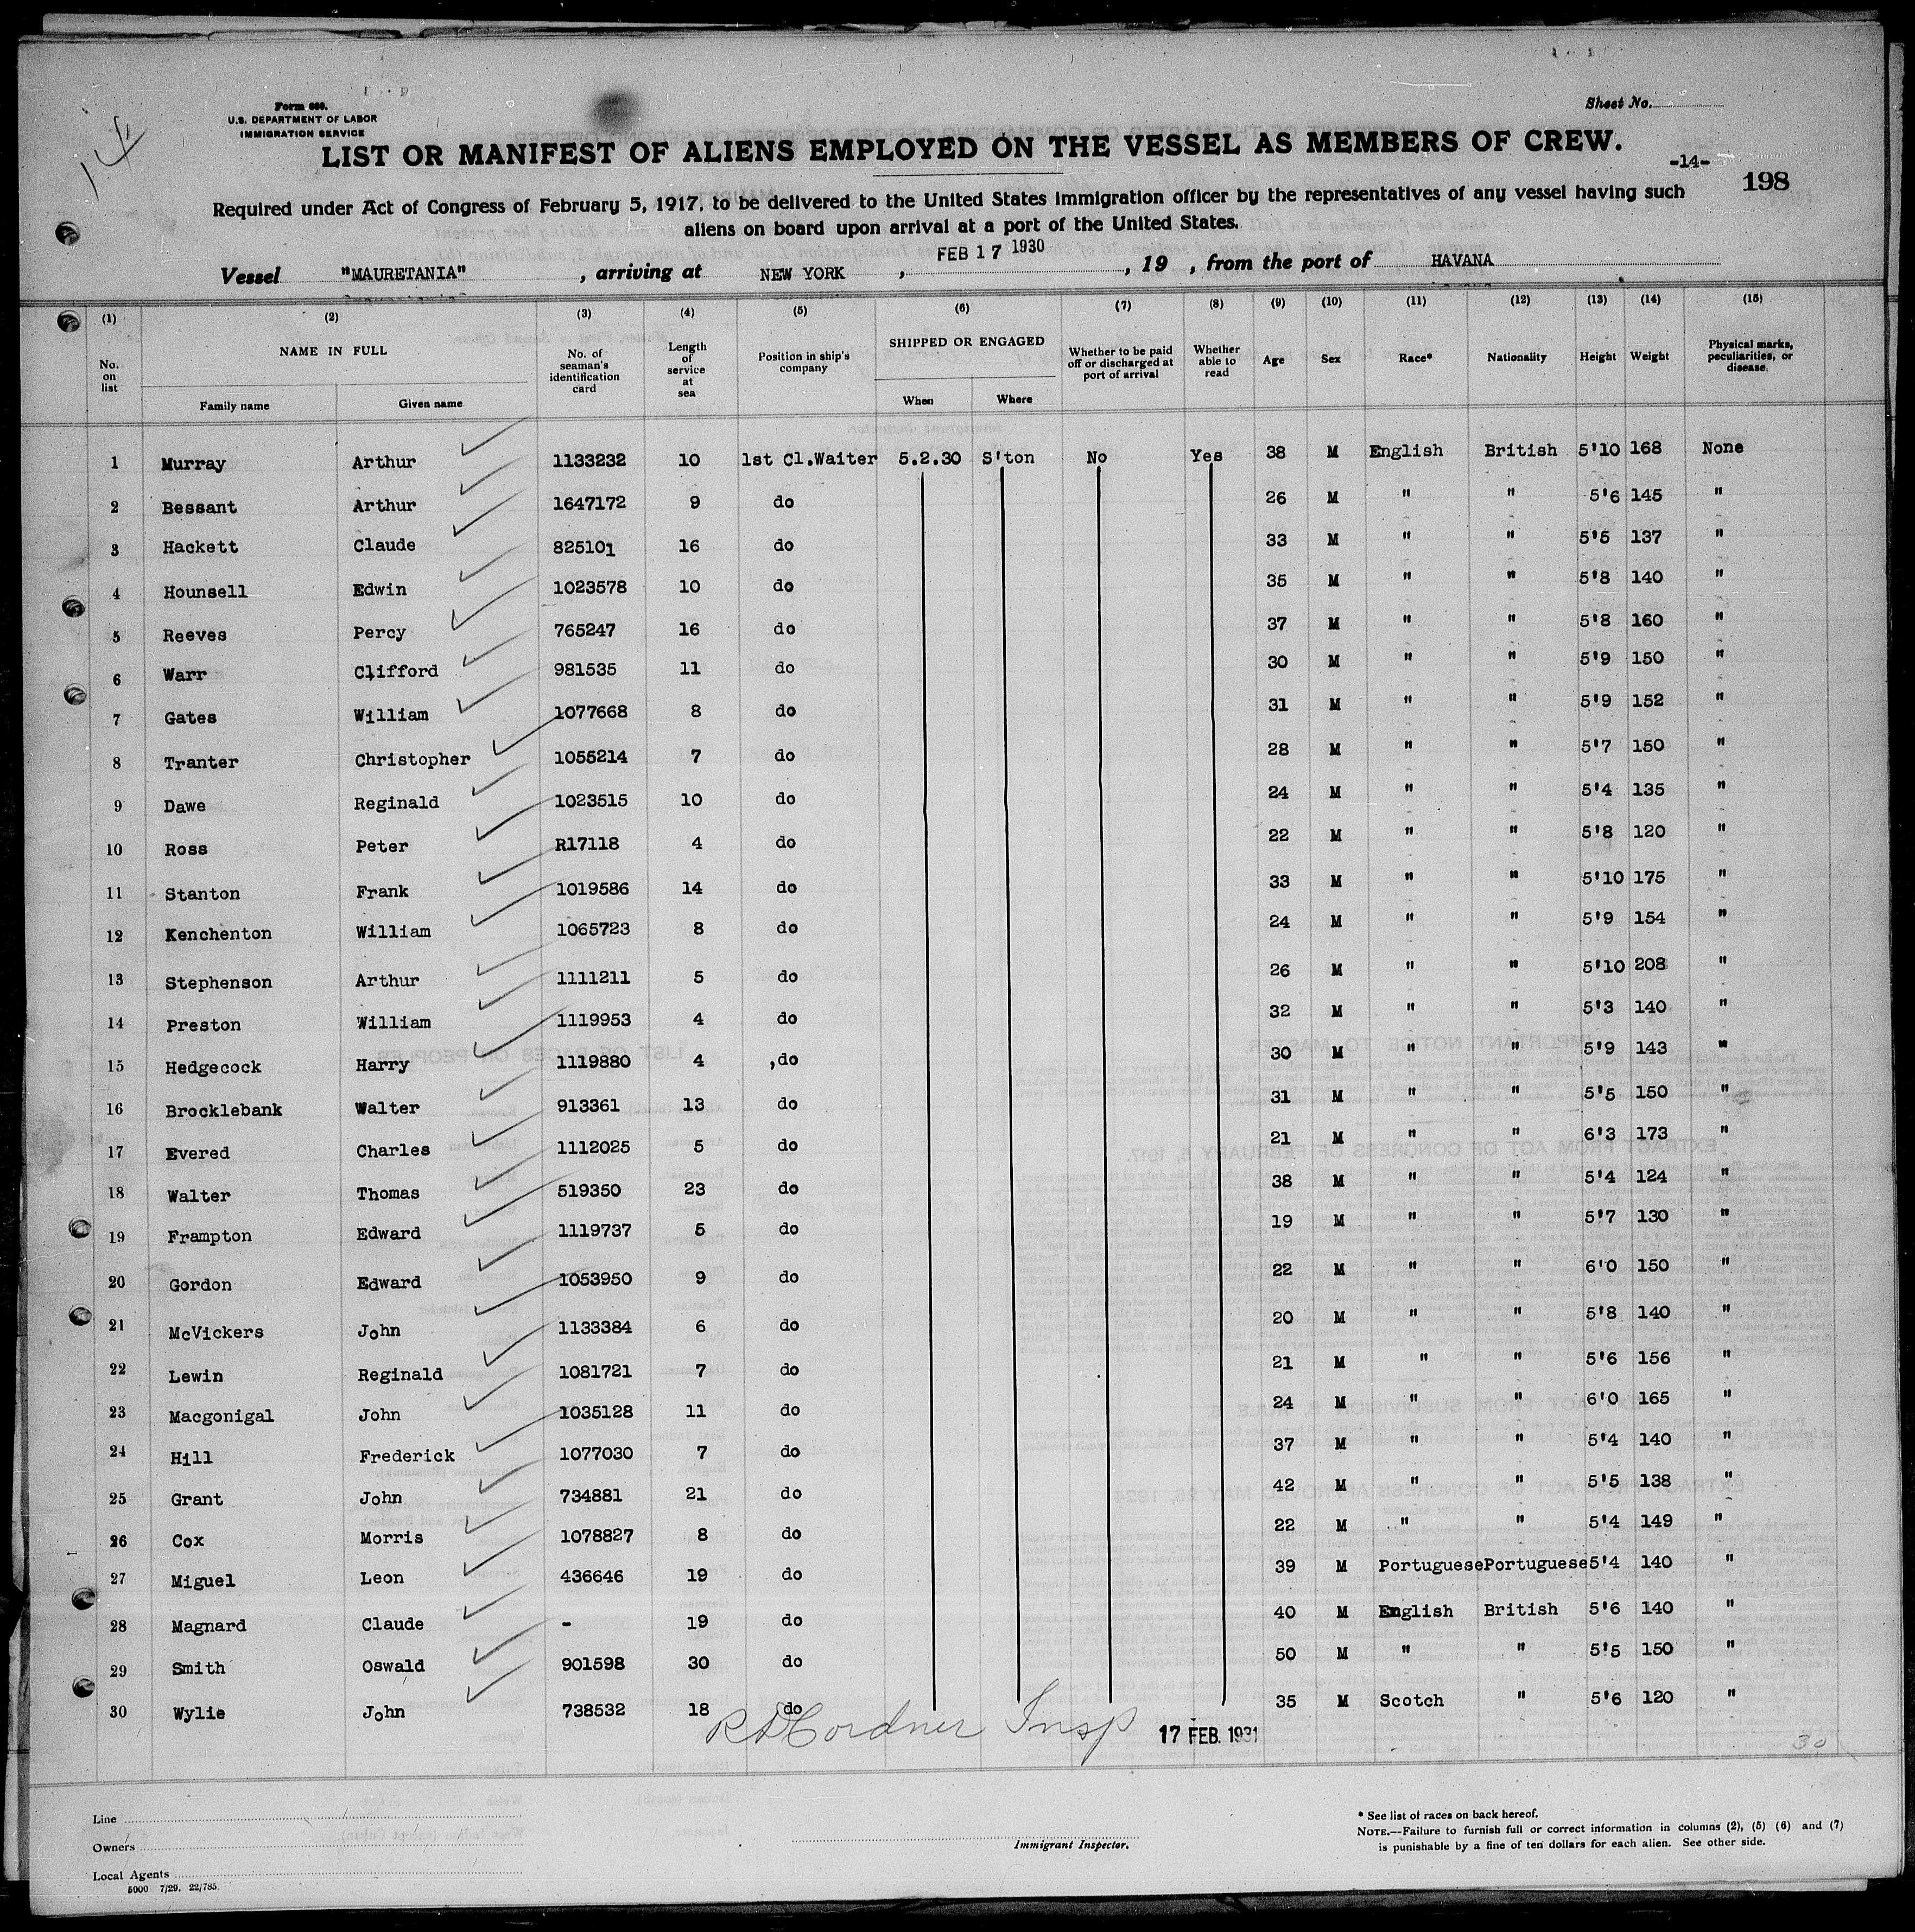 Form 680.
U.S. DEPARTMENT OF LABOR
IMMIGRATION SERVICE
Sheet No.
14
LIST OR MANIFEST OF ALIENS EMPLOYED ON THE VESSEL AS MEMBERS OF CREW.
-14-
198
Required under Act of Congress of February 5, 1917, to be delivered to the United States immigration officer by the representatives of any vessel having such
aliens on board upon arrival at a port of the United States.
Vessel "MAURETANIA" , arriving at NEW YORK , FEB 17 1930 , 19 , from the port of HAVANA
(1) (2) (3) (4) (5) (6) (7) (8) (9) (10) (11) (12) (13) (14) (15)
No. on list NAME IN FULL Family name Given name No. of seaman's identification card Length of service at sea Position in ship's company SHIPPED OR ENGAGED When Where Whether to be paid off or discharged at port of arrival Whether able to read Age Sex Race* Nationality Height Weight Physical marks, peculiarities, or disease.
1 Murray Arthur 1133232 10 1st Cl.Waiter 5.2.30 S'ton No Yes 38 M English British 5'10 168 None
2 Bessant Arthur 1647172 9 do 26 M " " 5'6 145 "
3 Hackett Claude 825101 16 do 33 M " " 5'5 137 "
4 Hounsell Edwin 1023578 10 do 35 M " " 5'8 140 "
5 Reeves Percy 765247 16 do 37 M " " 5'8 160 "
6 Warr Clifford 981535 11 do 30 M " " 5'9 150 "
7 Gates William 1077668 8 do 31 M " " 5'9 152 "
8 Tranter Christopher 1055214 7 do 28 M " " 5'7 150 "
9 Dawe Reginald 1023515 10 do 24 M " " 5'4 135 "
10 Ross Peter R17118 4 do 22 M " " 5'8 120 "
11 Stanton Frank 1019586 14 do 33 M " " 5'10 175 "
12 Kenchenton William 1065723 8 do 24 M " " 5'9 154 "
13 Stephenson Arthur 1111211 5 do 26 M " " 5'10 208 "
14 Preston William 1119953 4 do 32 M " " 5'3 140 "
15 Hedgecock Harry 1119880 4 ,do 30 M " " 5'9 143 "
16 Brocklebank Walter 913361 13 do 31 M " " 5'5 150 "
17 Evered Charles 1112025 5 do 21 M " " 6'3 173 "
18 Walter Thomas 519350 23 do 38 M " " 5'4 124 "
19 Frampton Edward 1119737 5 do 19 M " " 5'7 130 "
20 Gordon Edward 1053950 9 do 22 M " " 6'0 150 "
21 McVickers John 1133384 6 do 20 M " " 5'8 140 "
22 Lewin Reginald 1081721 7 do 21 M " " 5'6 156 "
23 Macgonigal John 1035128 11 do 24 M " " 6'0 165 "
24 Hill Frederick 1077030 7 do 37 M " " 5'4 140 "
25 Grant John 734881 21 do 42 M " " 5'5 138 "
26 Cox Morris 1078827 8 do 22 M " " 5'4 149 "
27 Miguel Leon 436646 19 do 39 M Portuguese Portuguese 5'4 140 "
28 Magnard Claude - 19 do 40 M English British 5'6 140 "
29 Smith Oswald 901598 30 do 50 M " " 5'5 150 "
30 Wylie John 738532 18 do 35 M Scotch " 5'6 120 "
Cordner Insp 17 FEB. 1931
30
Line
Owners
Local Agents
5000 7/29. 22/785.
Immigrant Inspector.
* See list of races on back hereof.
NOTE.—Failure to furnish full or correct information in columns (2), (5) (6) and (7)
is punishable by a fine of ten dollars for each alien. See other side.